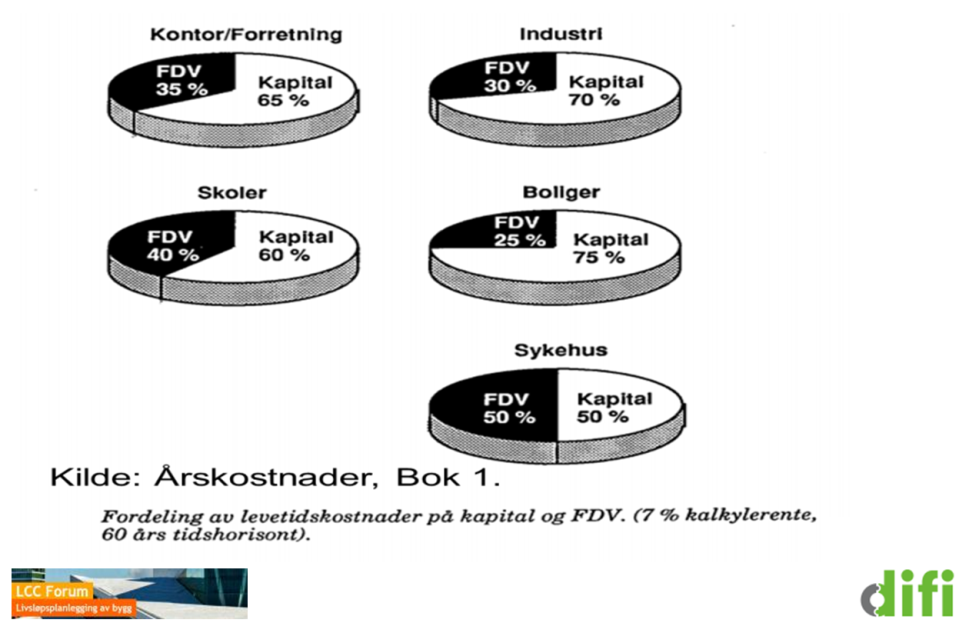 Kontor/Forretning
FDV
35 %
Kapital
65 %
Industri
FDV
30 %
Kapital
70 %
Skoler
FDV
40 %
Kapital
60 %
Boliger
FDV
25 %
Kapital
75 %
Sykehus
FDV
50 %
Kapital
50 %
Kilde: Årskostnader, Bok 1.
Fordeling av levetidskostnader på kapital og FDV. (7 % kalkylerente,
60 års tidshorisont).
LCC Forum
Livsløpsplanlegging av bygg
difi